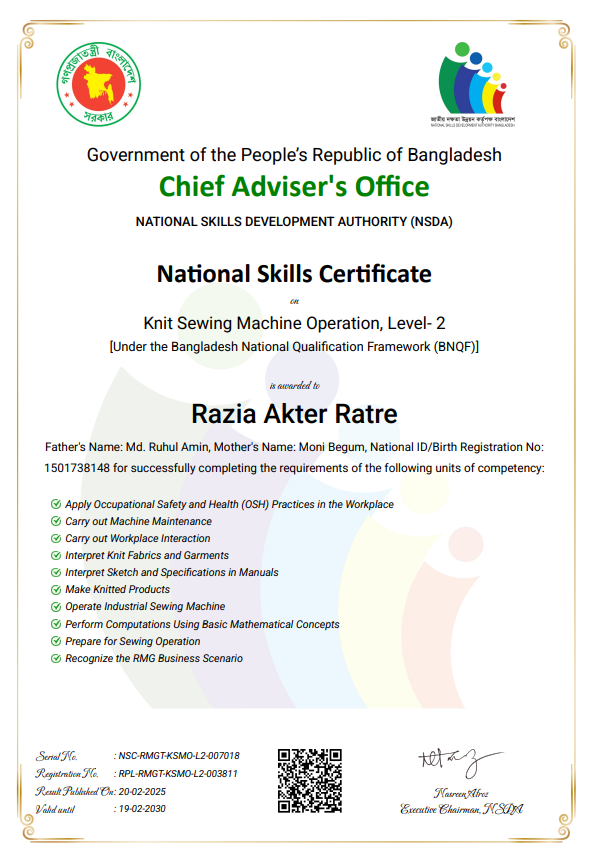 গণপ্রজাতন্ত্রী বাংলাদেশ
সরকার
জাতীয় দক্ষতা উন্নয়ন কর্তৃপক্ষ বাংলাদেশ
NATIONAL SKILLS DEVELOPMENT AUTHORITY BANGLADESH
Government of the People's Republic of Bangladesh
Chief Adviser's Office
NATIONAL SKILLS DEVELOPMENT AUTHORITY (NSDA)
National Skills Certificate
on
Knit Sewing Machine Operation, Level- 2
[Under the Bangladesh National Qualification Framework (BNQF)]
is awarded to
Razia Akter Ratre
Father's Name: Md. Ruhul Amin, Mother's Name: Moni Begum, National ID/Birth Registration No:
1501738148 for successfully completing the requirements of the following units of competency:
Apply Occupational Safety and Health (OSH) Practices in the Workplace
Carry out Machine Maintenance
Carry out Workplace Interaction
Interpret Knit Fabrics and Garments
Interpret Sketch and Specifications in Manuals
Make Knitted Products
Operate Industrial Sewing Machine
Perform Computations Using Basic Mathematical Concepts
Prepare for Sewing Operation
Recognize the RMG Business Scenario
Serial No. : NSC-RMGT-KSMO-L2-007018
Registration No. : RPL-RMGT-KSMO-L2-003811
Result Published On : 20-02-2025
Valid until : 19-02-2030
Nasreen Afroz
Executive Chairman, NSDA